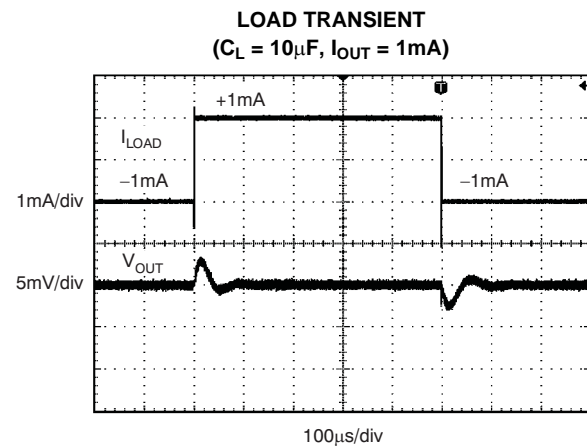 LOAD TRANSIENT
(CL = 10μF, IOUT = 1mA)
T
+1mA
ILOAD
−1mA
−1mA
1mA/div
VOUT
5mV/div
100μs/div